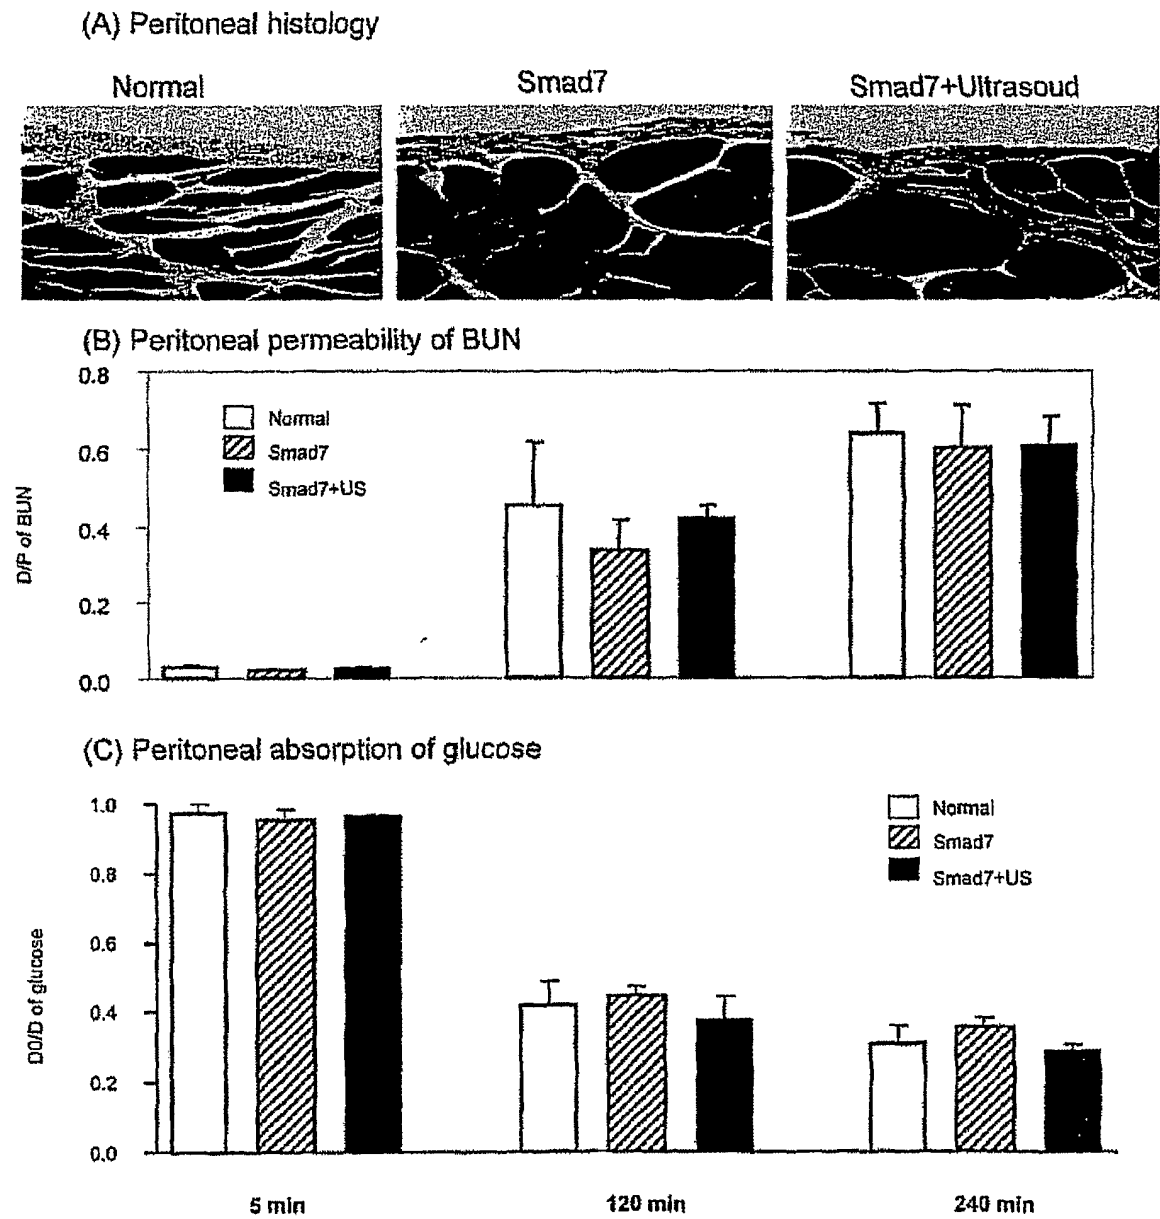 (A) Peritoneal histology
Normal
Smad7
Smad7+Ultrasoud
(B) Peritoneal permeability of BUN
0.8
0.6
0.4
0.2
0.0
D/P of BUN
Normal
Smad7
Smad7+US
(C) Peritoneal absorption of glucose
1.0
0.8
0.6
0.4
0.2
0.0
D0/D of glucose
Normal
Smad7
Smad7+US
5 min
120 min
240 min